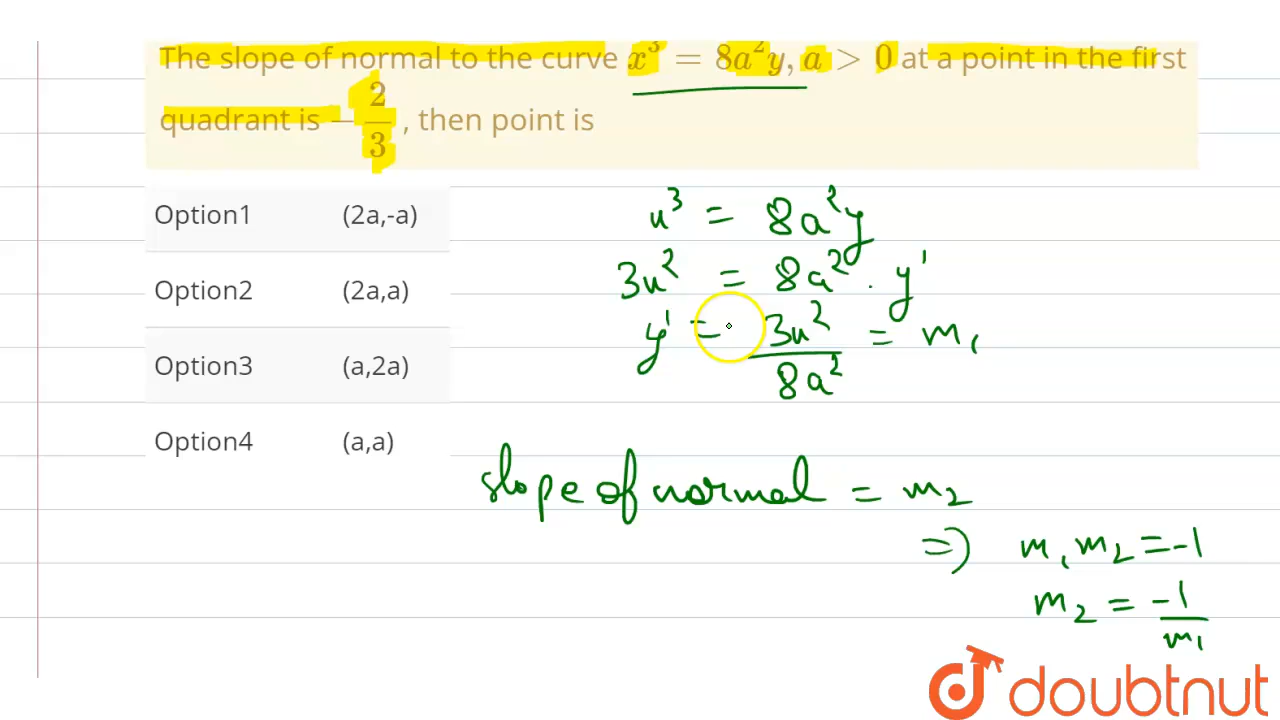 The slope of normal to the curve x³ = 8a²y, a > 0 at a point in the first
quadrant is −2/3 , then point is
Option1 (2a,-a)
Option2 (2a,a)
Option3 (a,2a)
Option4 (a,a)
x³ = 8a²y
3x² = 8a² . y'
y' = 3x²/8a² = m₁
slope of normal = m₂
=> m₁m₂ = -1
m₂ = -1/m₁
doubtnut